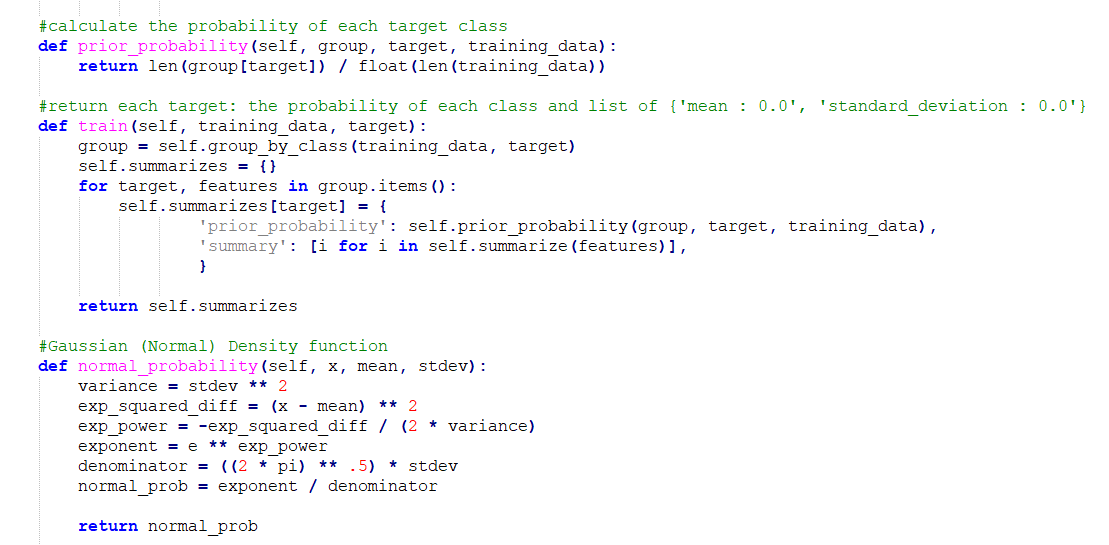 #calculate the probability of each target class
def prior_probability(self, group, target, training_data):
    return len(group[target]) / float(len(training_data))

#return each target: the probability of each class and list of {'mean : 0.0', 'standard_deviation : 0.0'}
def train(self, training_data, target):
    group = self.group_by_class(training_data, target)
    self.summarizes = {}
    for target, features in group.items():
        self.summarizes[target] = {
                'prior_probability': self.prior_probability(group, target, training_data),
                'summary': [i for i in self.summarize(features)],
                }

    return self.summarizes

#Gaussian (Normal) Density function
def normal_probability(self, x, mean, stdev):
    variance = stdev ** 2
    exp_squared_diff = (x - mean) ** 2
    exp_power = -exp_squared_diff / (2 * variance)
    exponent = e ** exp_power
    denominator = ((2 * pi) ** .5) * stdev
    normal_prob = exponent / denominator

    return normal_prob